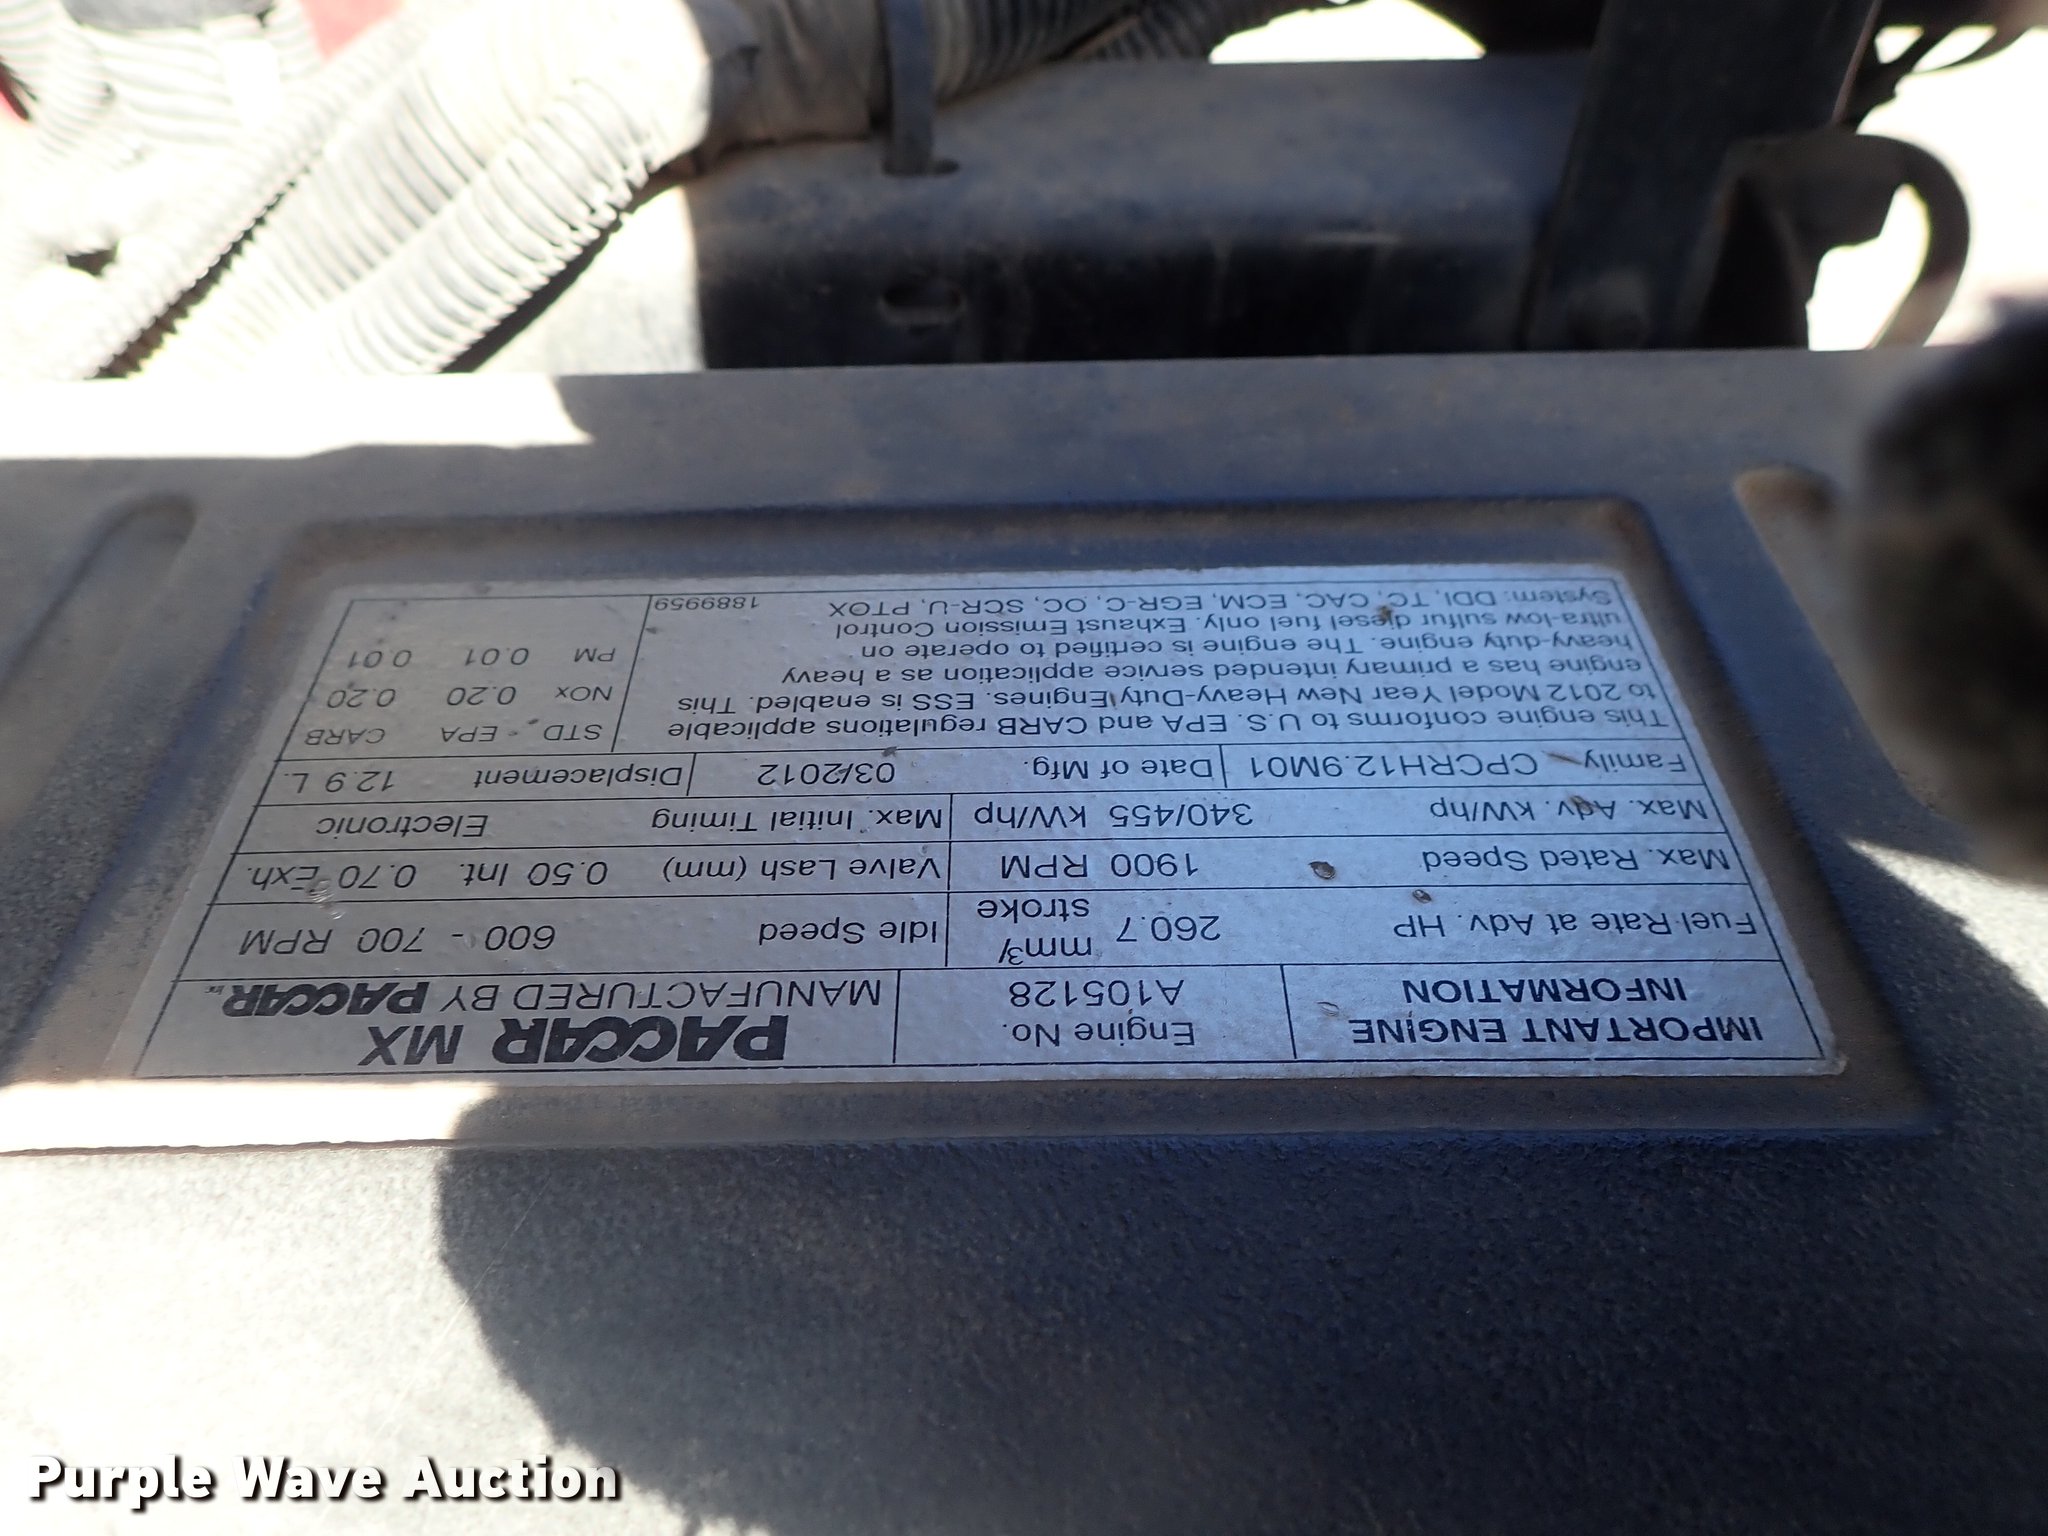 IMPORTANT ENGINE
INFORMATION
Engine No.
A105128
PACCAR MX
MANUFACTURED BY PACCAR Inc
Fuel Rate at Adv. HP 260.7 mm³/
stroke
Idle Speed 600 - 700 RPM
Max. Rated Speed 1900 RPM
Valve Lash (mm) 0.50 Int. 0.70 Exh.
Max. Adv. kW/hp 340/455 kW/hp
Max. Initial Timing Electronic
Family CPCRH12.9M01
Date of Mfg. 03/2012
Displacement 12.9 L.
This engine conforms to U.S. EPA and CARB regulations applicable
to 2012 Model Year New Heavy-Duty Engines. ESS is enabled. This
engine has a primary intended service application as a heavy
heavy-duty engine. The engine is certified to operate on
ultra-low sulfur diesel fuel only. Exhaust Emission Control
System: DDI, TC, CAC, ECM, EGR-C, OC, SCR-U, PTOX
1889959
STD. EPA CARB
NOx 0.20 0.20
PM 0.01 0.01
Purple Wave Auction